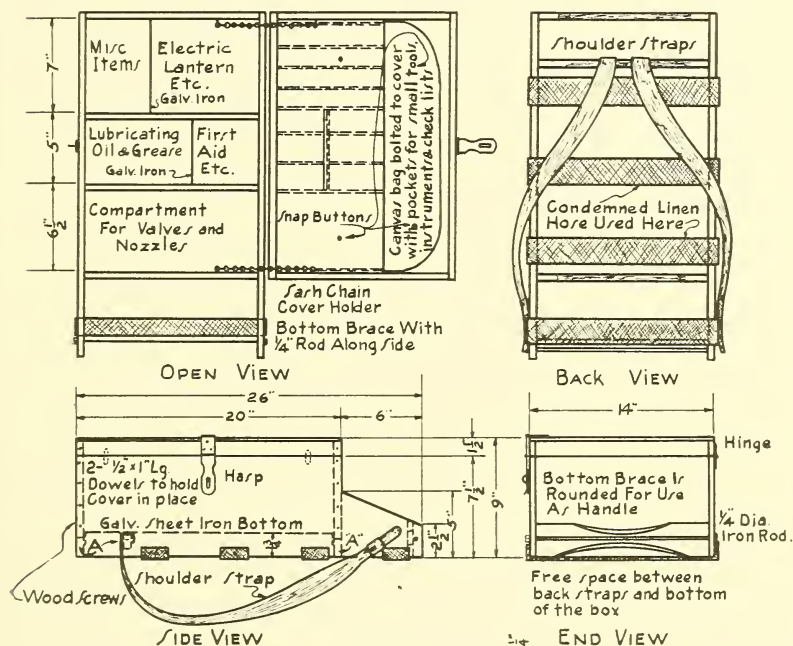 Misc
Items
Electric
Lantern
Etc.
Galv. Iron
Lubricating
Oil & Grease
Galv. Iron
First
Aid
Etc.
Compartment
For Valves and
Nozzles
7"
5"
6 1/2"
Snap Buttons
Canvas bag bolted to cover
with pockets for small tools,
instruments & check lists
Sash Chain
Cover Holder
Bottom Brace With
1/4" Rod Along Side
OPEN VIEW
Shoulder Straps
Condemned Linen
Hose Used Here
BACK VIEW
26"
20"
6"
2- 1/2" x 1" Lg.
Dowels to hold
Cover in place
Hasp
Galv. sheet Iron Bottom
A
A"
1 1/2"
7 1/2"
9"
5"
2 1/2"
Shoulder Strap
Wood screws
SIDE VIEW
14"
Hinge
Bottom Brace Is
Rounded For Use
As Handle
1/4" Dia.
Iron Rod.
Free space between
back straps and bottom
of the box
END VIEW